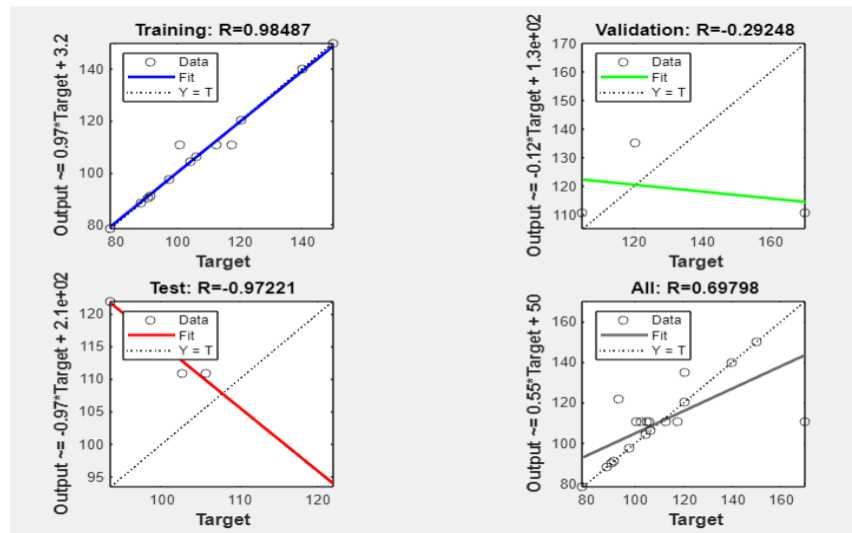 Training: R=0.98487
Output ~= 0.97*Target + 3.2
Data
Fit
Y = T
140
120
100
80
80 100 120 140
Target
Validation: R=-0.29248
Output ~= -0.12*Target + 1.3e+02
Data
Fit
Y = T
170
160
150
140
130
120
110
120 140 160
Target
Test: R=-0.97221
Output ~= -0.97*Target + 2.1e+02
Data
Fit
Y = T
120
115
110
105
100
95
100 110 120
Target
All: R=0.69798
Output ~= 0.55*Target + 50
Data
Fit
Y = T
160
140
120
100
80
80 100 120 140 160
Target